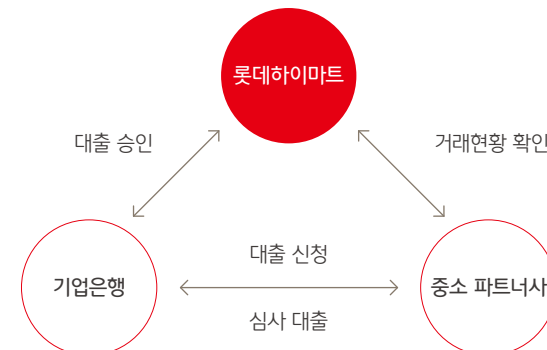 롯데하이마트
대출 승인
거래현황 확인
대출 신청
기업은행
중소 파트너사
심사 대출